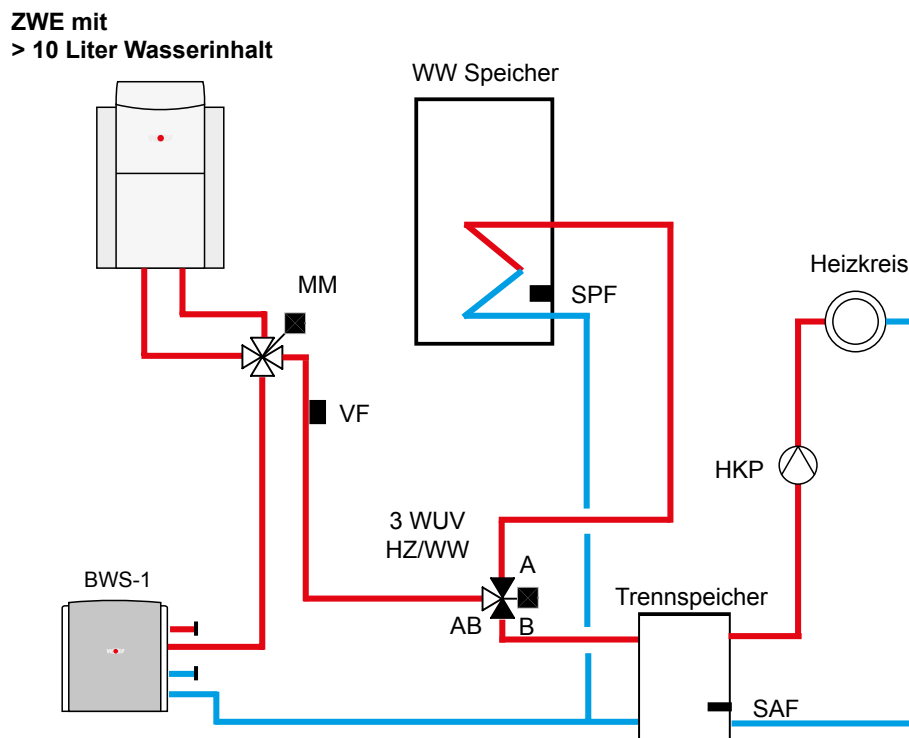 ZWE mit
> 10 Liter Wasserinhalt
WW Speicher
MM
SPF
Heizkreis
VF
HKP
3 WUV
HZ/WW
A
BWS-1
AB
B
Trennspeicher
SAF